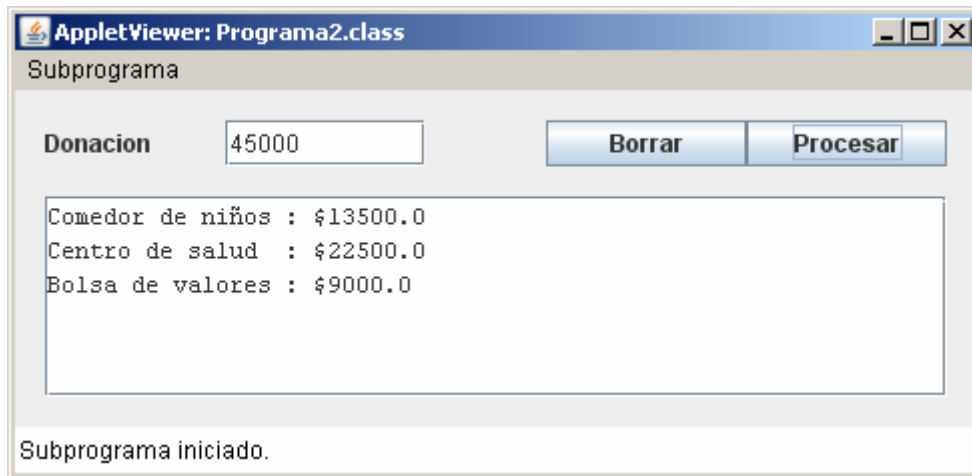 AppletViewer: Programa2.class
Subprograma
Donacion 45000 Borrar Procesar
Comedor de niños : $13500.0
Centro de salud  : $22500.0
Bolsa de valores : $9000.0
Subprograma iniciado.